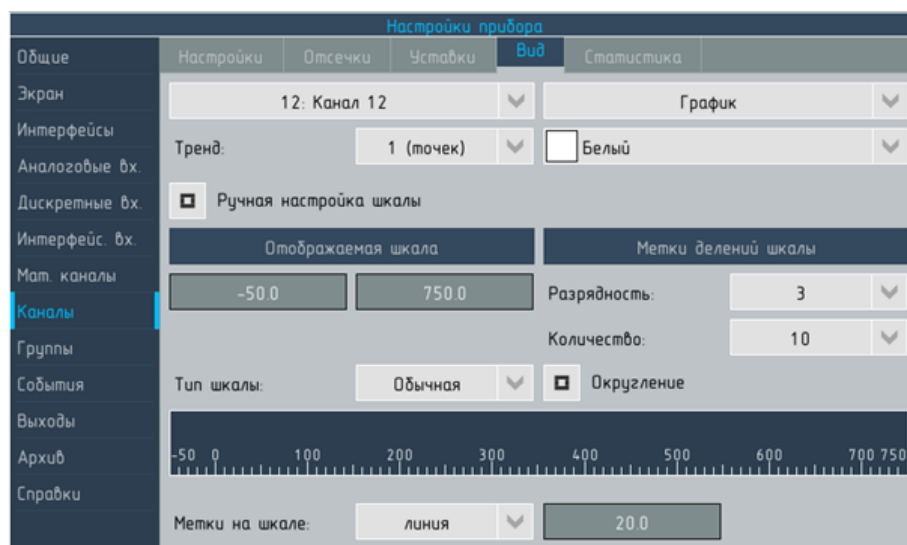 Настройки прибора
Общие
Экран
Интерфейсы
Аналоговые вх.
Дискретные вх.
Интерфейс. вх.
Мат. каналы
Каналы
Группы
События
Выходы
Архив
Справки
Настройки Отсечки Уставки Вид Статистика
12: Канал 12 График
Тренд: 1 (точек) Белый
Ручная настройка шкалы
Отображаемая шкала Метки делений шкалы
-50.0 750.0 Разрядность: 3
Количество: 10
Тип шкалы: Обычная Округление
-50 0 100 200 300 400 500 600 700 750
Метки на шкале: линия 20.0